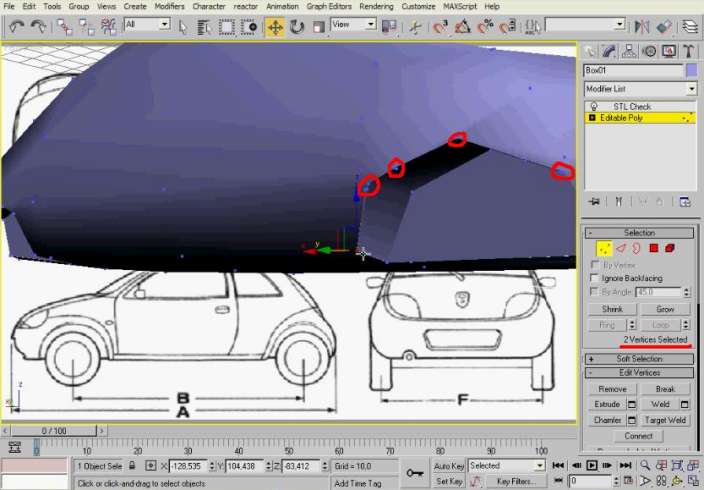 File Edit Tools Group Views Create Modifiers Character reactor Animation Graph Editors Rendering Customize MAXScript Help
All
View
Box01
Modifier List
STL Check
Editable Poly
Selection
By Vertex
Ignore Backfacing
By Angle: 45,0
Shrink Grow
Ring Loop
2 Vertices Selected
Soft Selection
Edit Vertices
Remove Break
Extrude Weld
Chamfer Target Weld
Connect
x
y
z
B
A
F
0 / 100
0 10 20 30 40 50 60 70 80 90 100
1 Object Sele X: -128,535 Y: 104,438 Z: -83,412 Grid = 10,0 Auto Key Selected
Click or click-and-drag to select objects Add Time Tag Set Key Key Filters... 0